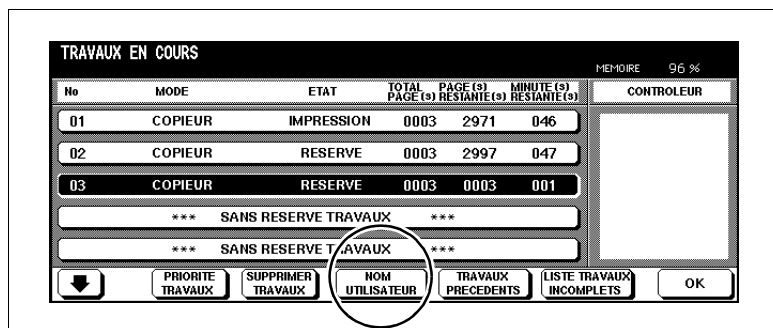 TRAVAUX EN COURS
MEMOIRE 96 %
No MODE ETAT TOTAL PAGE(s) PAGE(s) RESTANTE(s) MINUTE(s) RESTANTE(s) CONTROLEUR
01 COPIEUR IMPRESSION 0003 2971 046
02 COPIEUR RESERVE 0003 2997 047
03 COPIEUR RESERVE 0003 0003 001
*** SANS RESERVE TRAVAUX ***
*** SANS RESERVE TRAVAUX ***
PRIORITE TRAVAUX
SUPPRIMER TRAVAUX
NOM UTILISATEUR
TRAVAUX PRECEDENTS
LISTE TRAVAUX INCOMPLETS
OK